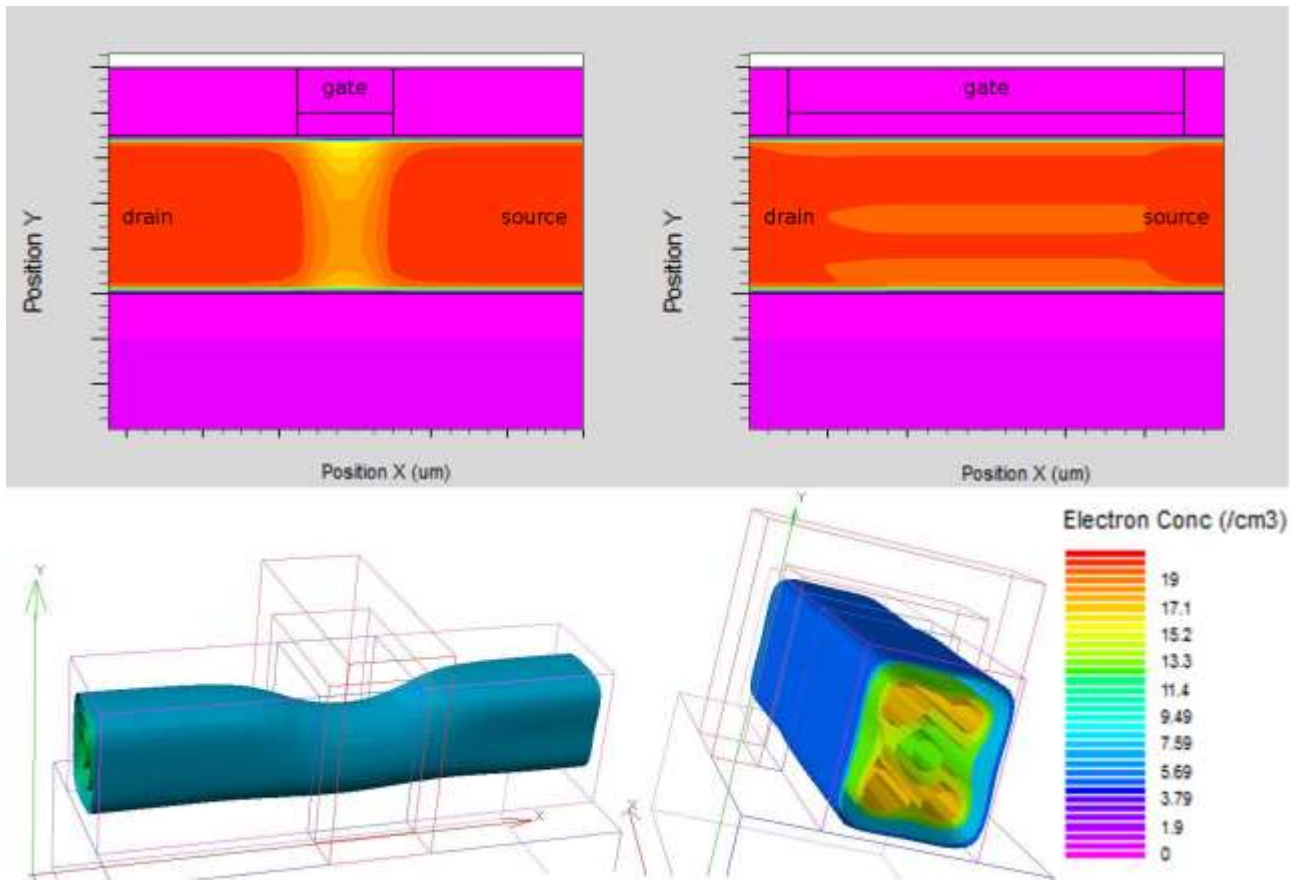 gate
gate
drain
source
drain
source
Position Y
Position Y
Position X (um)
Position X (um)
Electron Conc (/cm3)
Y
Y
19
17.1
15.2
13.3
11.4
9.49
7.59
5.69
3.79
1.9
0
X
X